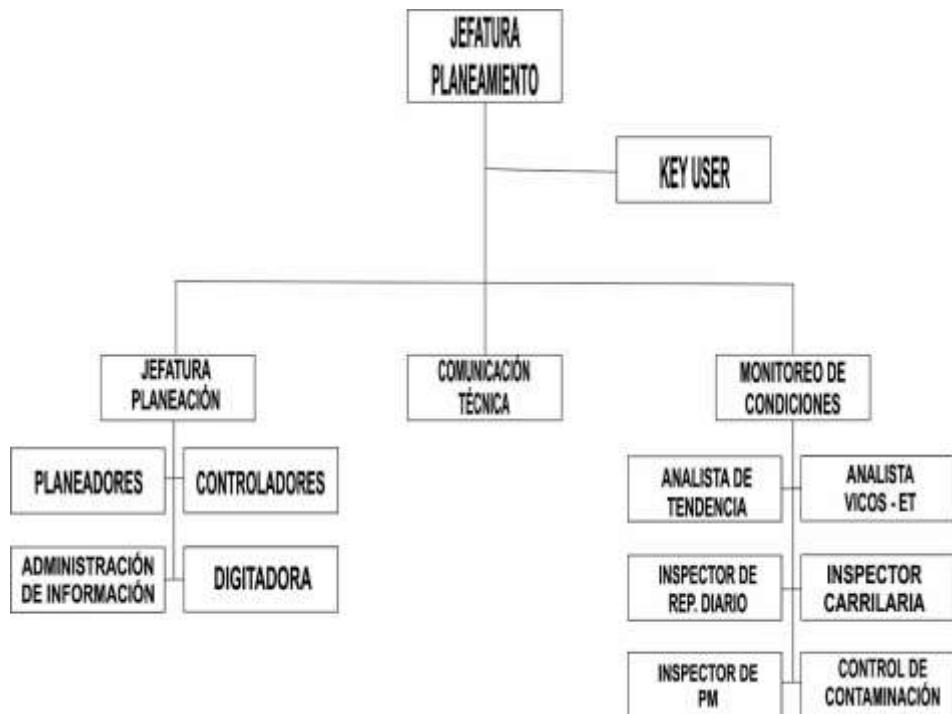 JEFATURA
PLANEAMIENTO
KEY USER
JEFATURA
PLANEACIÓN
COMUNICACIÓN
TÉCNICA
MONITOREO DE
CONDICIONES
PLANEADORES
CONTROLADORES
ADMINISTRACIÓN
DE INFORMACIÓN
DIGITADORA
ANALISTA DE
TENDENCIA
ANALISTA
VICOS - ET
INSPECTOR DE
REP. DIARIO
INSPECTOR
CARRILARIA
INSPECTOR DE
PM
CONTROL DE
CONTAMINACIÓN